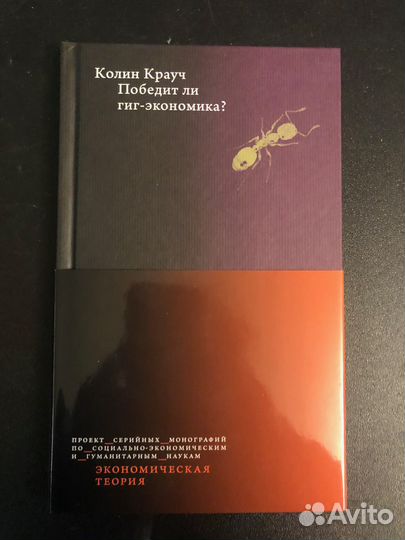 Колин Крауч
Победит ли
гиг-экономика?
ПРОЕКТ_СЕРИЙНЫХ_МОНОГРАФИЙ
ПО_СОЦИАЛЬНО-ЭКОНОМИЧЕСКИМ
И_ГУМАНИТАРНЫМ_НАУКАМ
ЭКОНОМИЧЕСКАЯ
ТЕОРИЯ
Avito